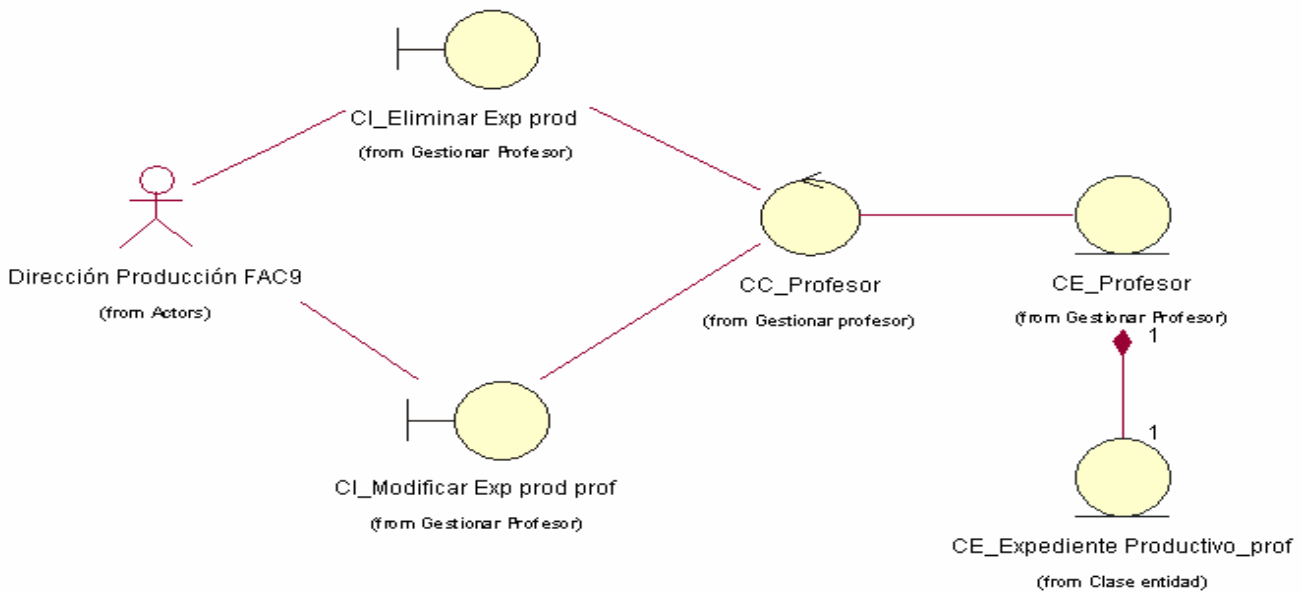 CI_Eliminar Exp prod
(from Gestionar Profesor)
Dirección Producción FAC9
(from Actors)
CC_Profesor
(from Gestionar profesor)
CE_Profesor
(from Gestionar Profesor)
1
1
CI_Modificar Exp prod prof
(from Gestionar Profesor)
CE_Expediente Productivo_prof
(from Clase entidad)